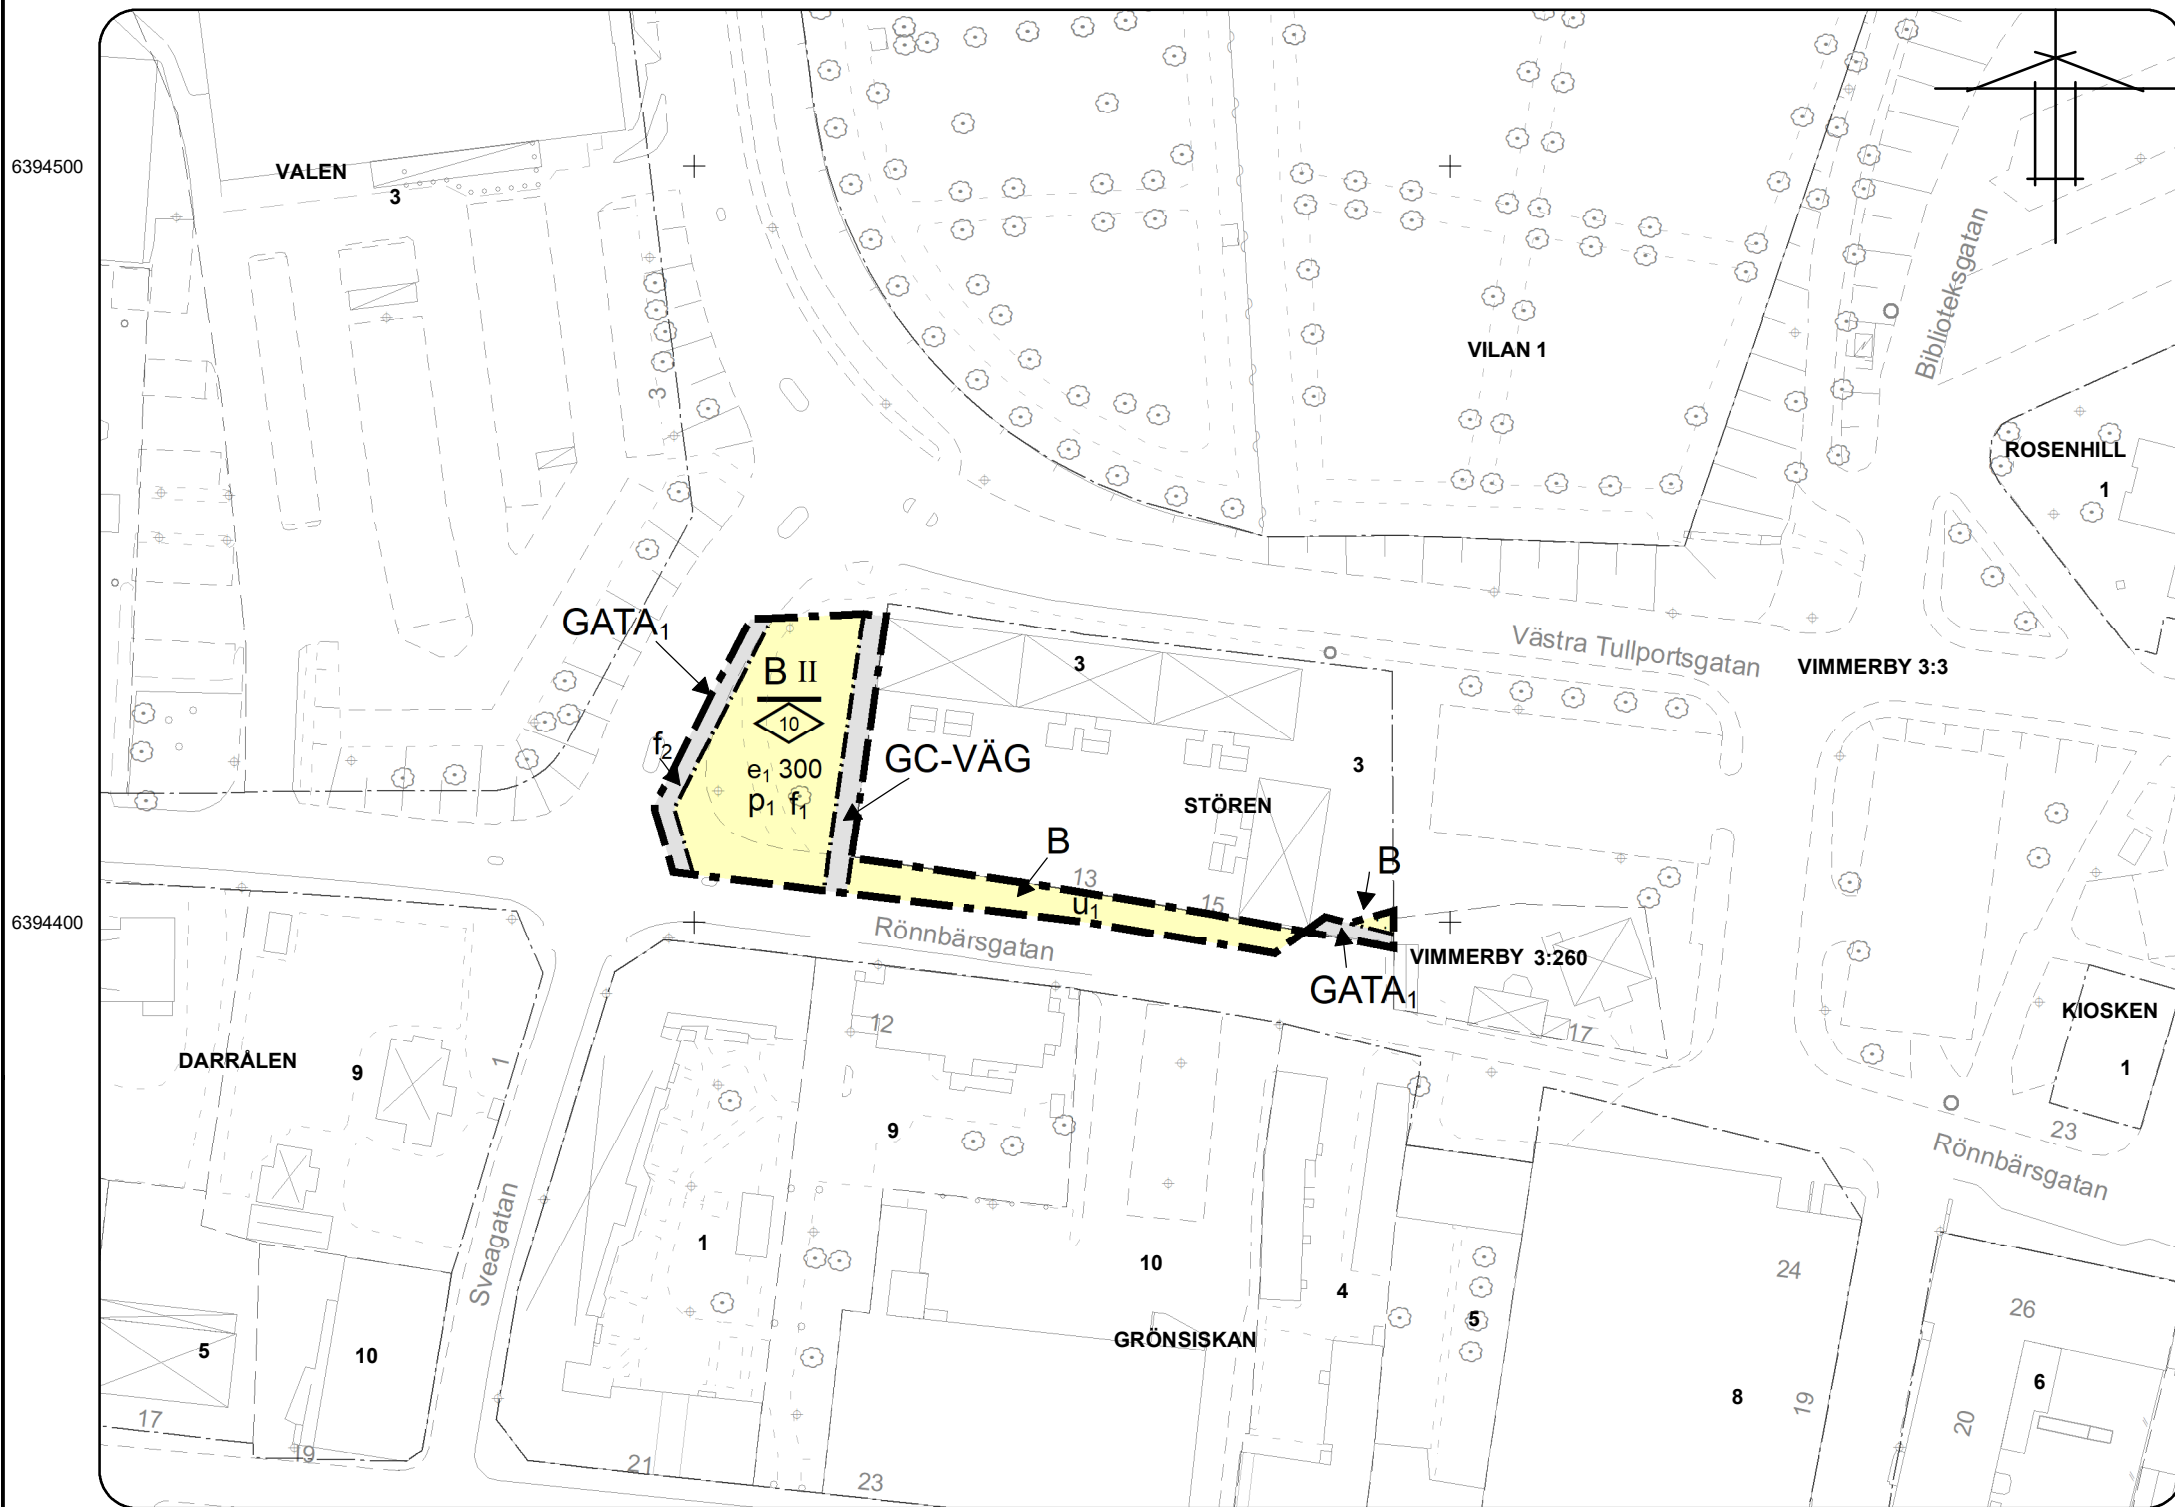 6394500
VALEN
3
3
Biblioteksgatan
VILAN 1
ROSENHILL
1
GATA1
B II
10
f2
e1 300
p1 f1
GC-VÄG
3
Västra Tullportsgatan
VIMMERBY 3:3
3
STÖREN
B
B
13
u1
15
6394400
Rönnbärsgatan
VIMMERBY 3:260
GATA1
KIOSKEN
1
12
17
DARRÅLEN
9
1
9
23
Rönnbärsgatan
Sveagatan
1
10
4
5
24
26
GRÖNSISKAN
5
10
8
19
6
20
17
19
21
23